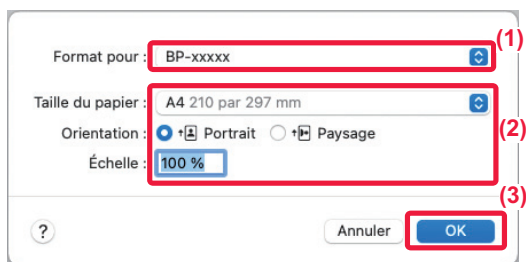 (1)
Format pour : BP-xxxxx
Taille du papier : A4 210 par 297 mm
(2)
Orientation : Portrait Paysage
Échelle : 100 %
(3)
? Annuler OK